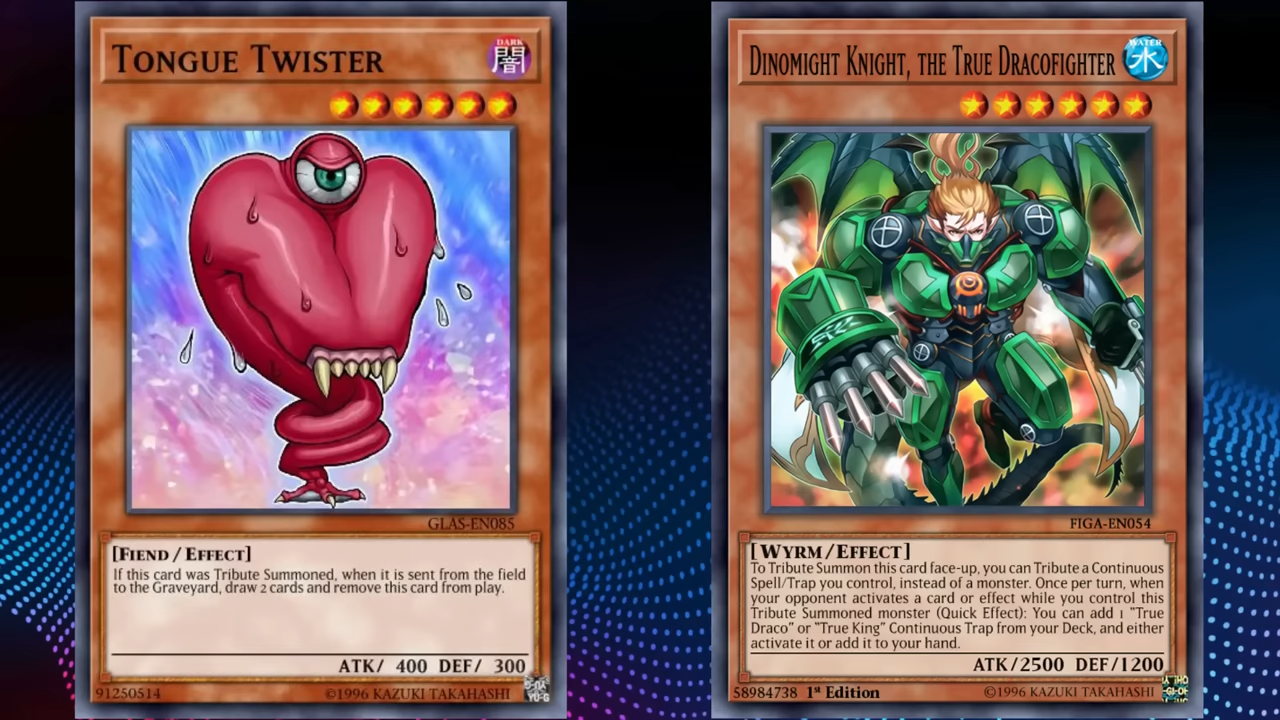 TONGUE TWISTER
DARK
闇
GLAS-EN085
[FIEND / EFFECT]
If this card was Tribute Summoned, when it is sent from the field
to the Graveyard, draw 2 cards and remove this card from play.
ATK/ 400 DEF/ 300
91250514
©1996 KAZUKI TAKAHASHI
DINOMIGHT KNIGHT, THE TRUE DRACOFIGHTER
WATER
水
FIGA-EN054
[WYRM/EFFECT]
To Tribute Summon this card face-up, you can Tribute a Continuous
Spell/Trap you control, instead of a monster. Once per turn, when
your opponent activates a card or effect while you control this
Tribute Summoned monster (Quick Effect): You can add 1 "True
Draco" or "True King" Continuous Trap from your Deck, and either
activate it or add it to your hand.
ATK/2500 DEF/1200
58984738 1st Edition
©1996 KAZUKI TAKAHASHI